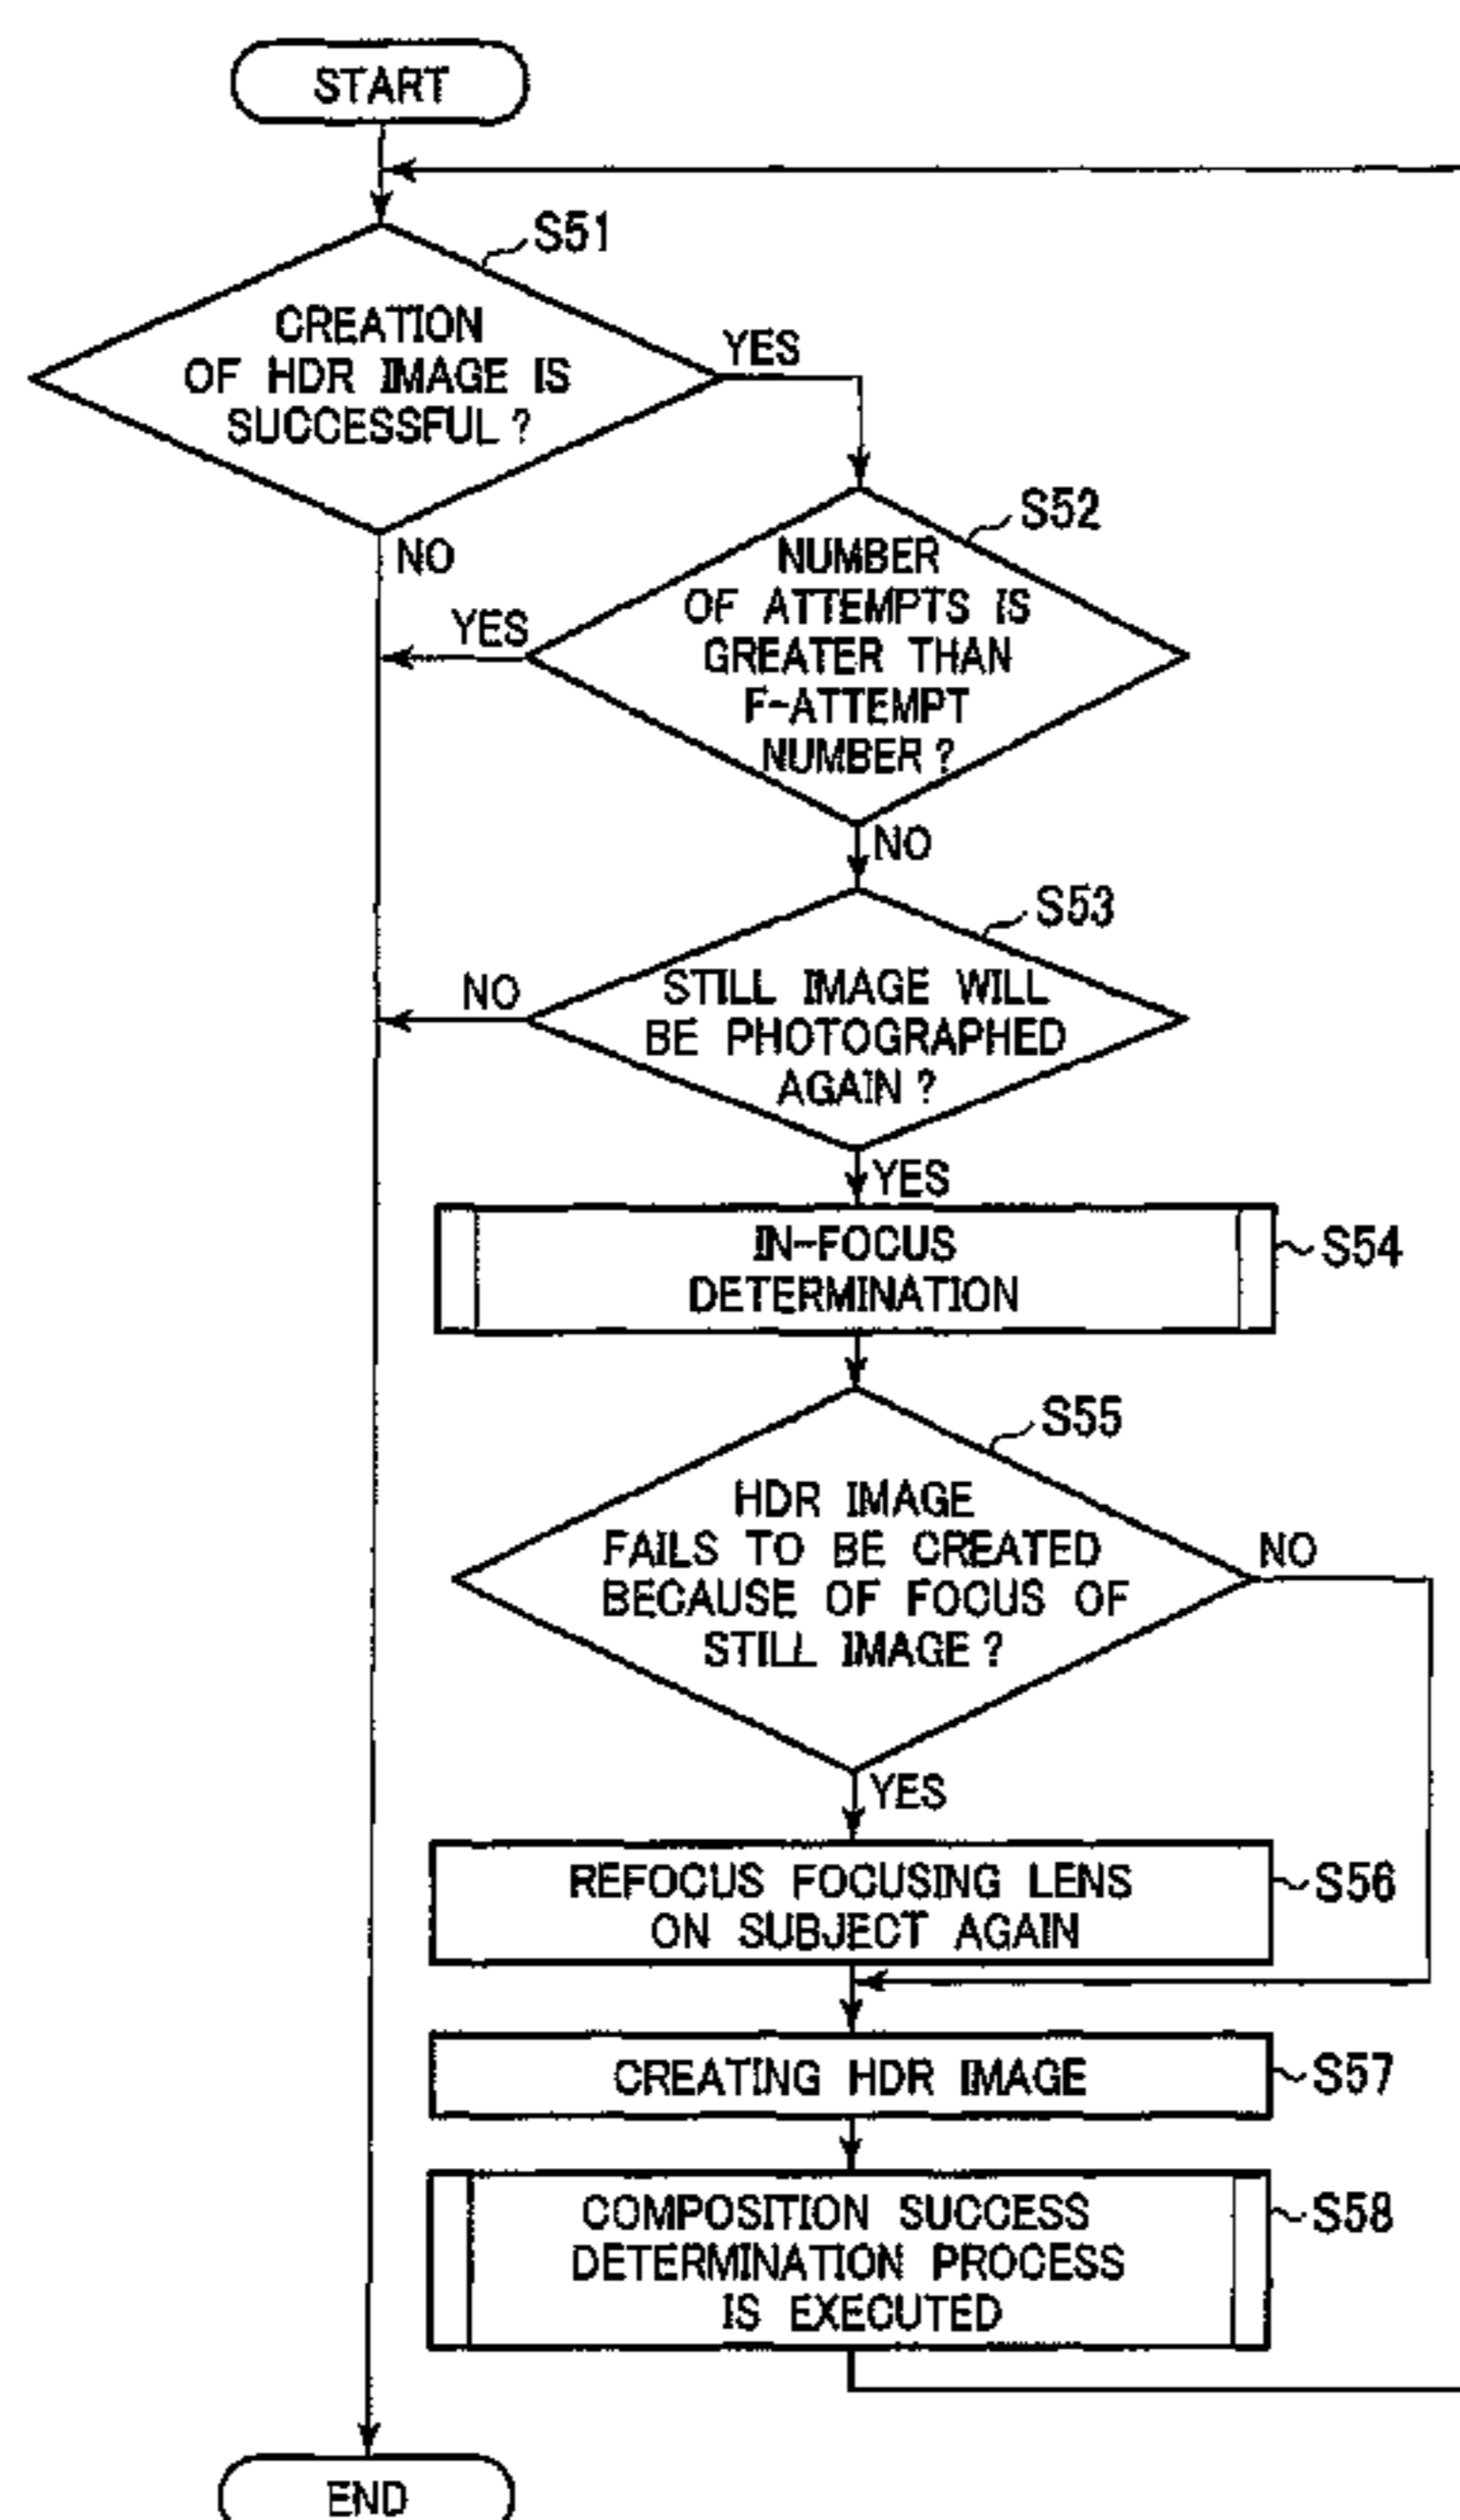 START
S51
CREATION
OF HDR IMAGE IS
SUCCESSFUL?
YES
NO
S52
NUMBER
OF ATTEMPTS IS
GREATER THAN
F-ATTEMPT
NUMBER?
YES
NO
S53
STILL IMAGE WILL
BE PHOTOGRAPHED
AGAIN?
NO
YES
IN-FOCUS
DETERMINATION
S54
S55
HDR IMAGE
FAILS TO BE CREATED
BECAUSE OF FOCUS OF
STILL IMAGE?
NO
YES
REFOCUS FOCUSING LENS
ON SUBJECT AGAIN
S56
CREATING HDR IMAGE
S57
COMPOSITION SUCCESS
DETERMINATION PROCESS
IS EXECUTED
S58
END